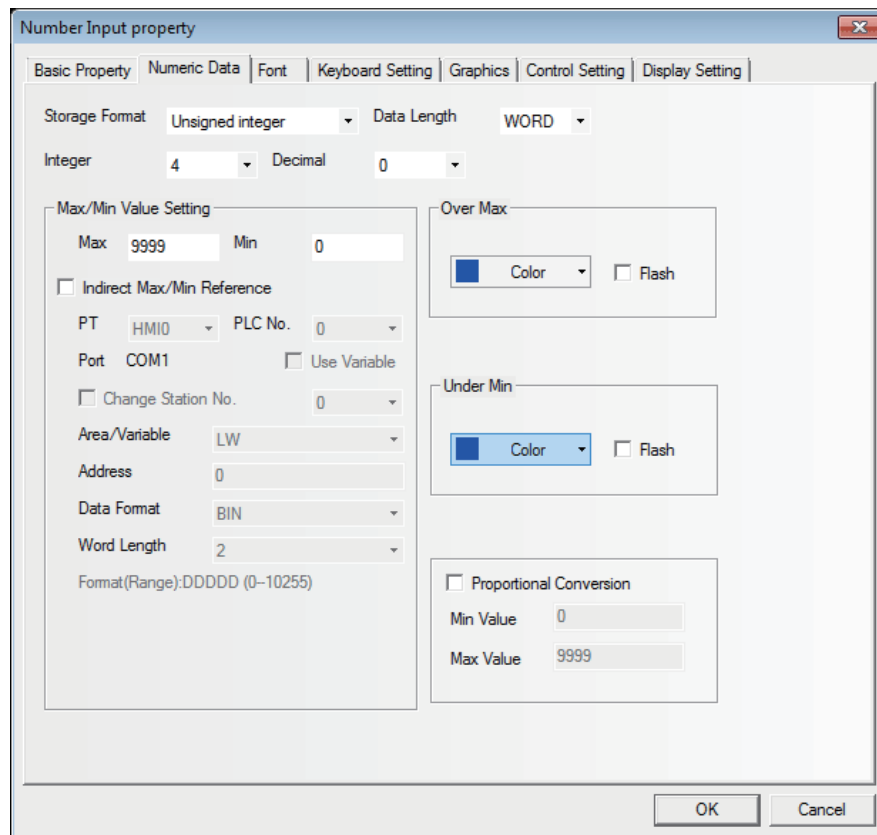 Number Input property
Basic Property Numeric Data Font Keyboard Setting Graphics Control Setting Display Setting
Storage Format Unsigned integer Data Length WORD
Integer 4 Decimal 0
Max/Min Value Setting
Max 9999 Min 0
Indirect Max/Min Reference
PT HMI0 PLC No. 0
Port COM1 Use Variable
Change Station No. 0
Area/Variable LW
Address 0
Data Format BIN
Word Length 2
Format(Range):DDDDD (0--10255)
Over Max
Color Flash
Under Min
Color Flash
Proportional Conversion
Min Value 0
Max Value 9999
OK Cancel